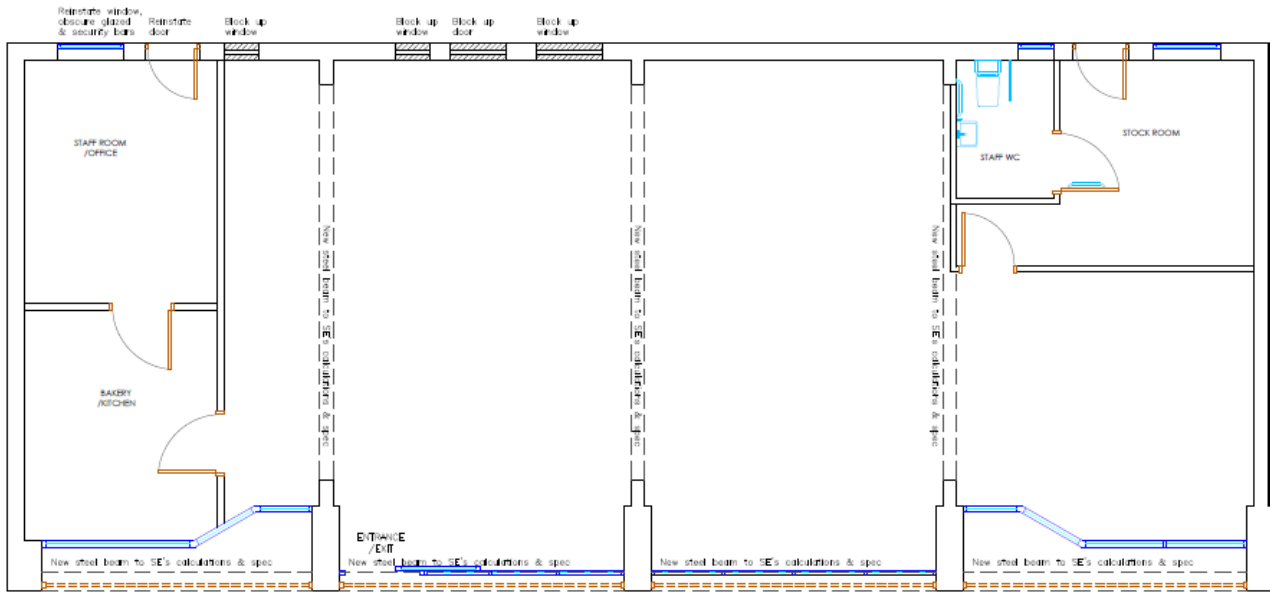 Reinstate window,
obscure glazed
& security bars
Reinstate
door
Block up
window
Block up
window
Block up
door
Block up
window
STAFF ROOM
/OFFICE
STAFF WC
STOCK ROOM
New steel beam to SE's calculations & spec
New steel beam to SE's calculations & spec
New steel beam to SE's calculations & spec
BAKERY
/KITCHEN
ENTRANCE
/EXIT
New steel beam to SE's calculations & spec
New steel beam to SE's calculations & spec
New steel beam to SE's calculations & spec
New steel beam to SE's calculations & spec